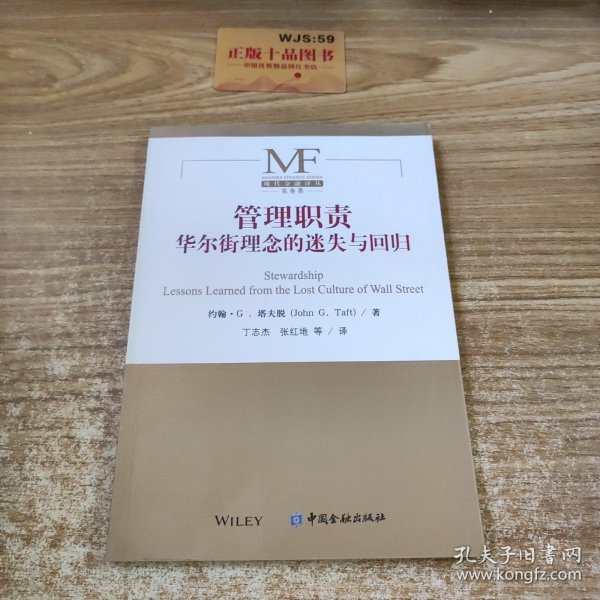 WJS:59
正版十品图书
中国优质精品网红书店
MF
MODERN FINANCE SERIES
现代金融译丛
实务类
管理职责
华尔街理念的迷失与回归
Stewardship
Lessons Learned from the Lost Culture of Wall Street
约翰·G．塔夫脱 (John G. Taft) / 著
丁志杰 张红地 等 / 译
WILEY
中国金融出版社
孔夫子旧书网
www.kongfz.com